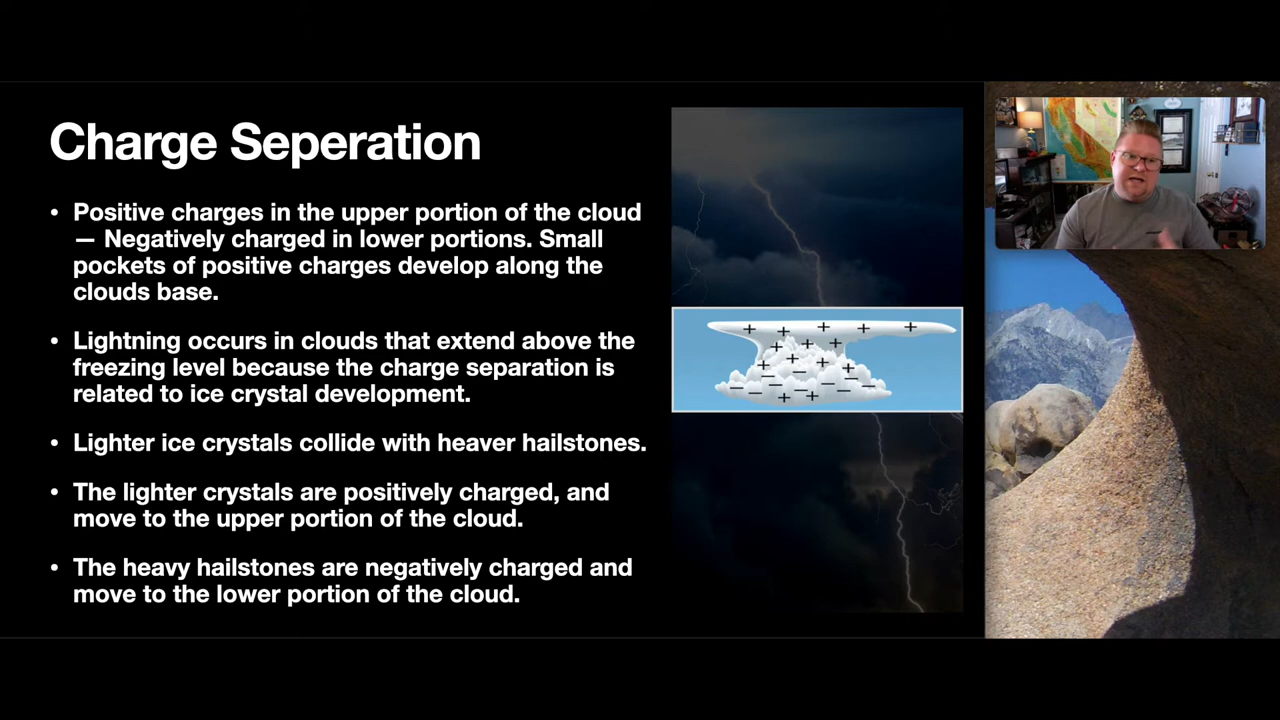 Charge Seperation
• Positive charges in the upper portion of the cloud
— Negatively charged in lower portions. Small
pockets of positive charges develop along the
clouds base.
• Lightning occurs in clouds that extend above the
freezing level because the charge separation is
related to ice crystal development.
• Lighter ice crystals collide with heaver hailstones.
• The lighter crystals are positively charged, and
move to the upper portion of the cloud.
• The heavy hailstones are negatively charged and
move to the lower portion of the cloud.